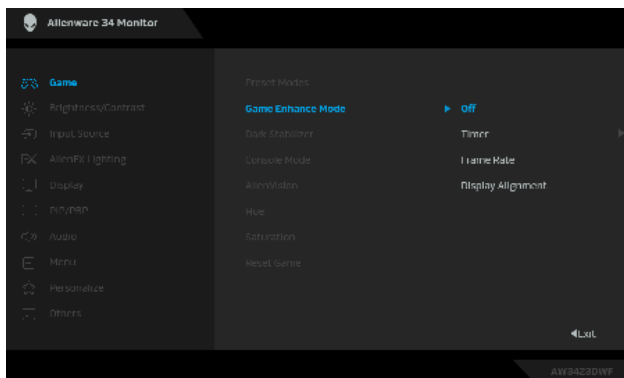 Alienware 34 Monitor
Game
Brightness/Contrast
Input Source
AlienFX Lighting
Display
PIP/PBP
Audio
Menu
Personalize
Others
Preset Modes
Game Enhance Mode
Dark Stabilizer
Console Mode
AlienVision
Hue
Saturation
Reset Game
Off
Timer
Frame Rate
Display Alignment
Exit
AW3423DWF